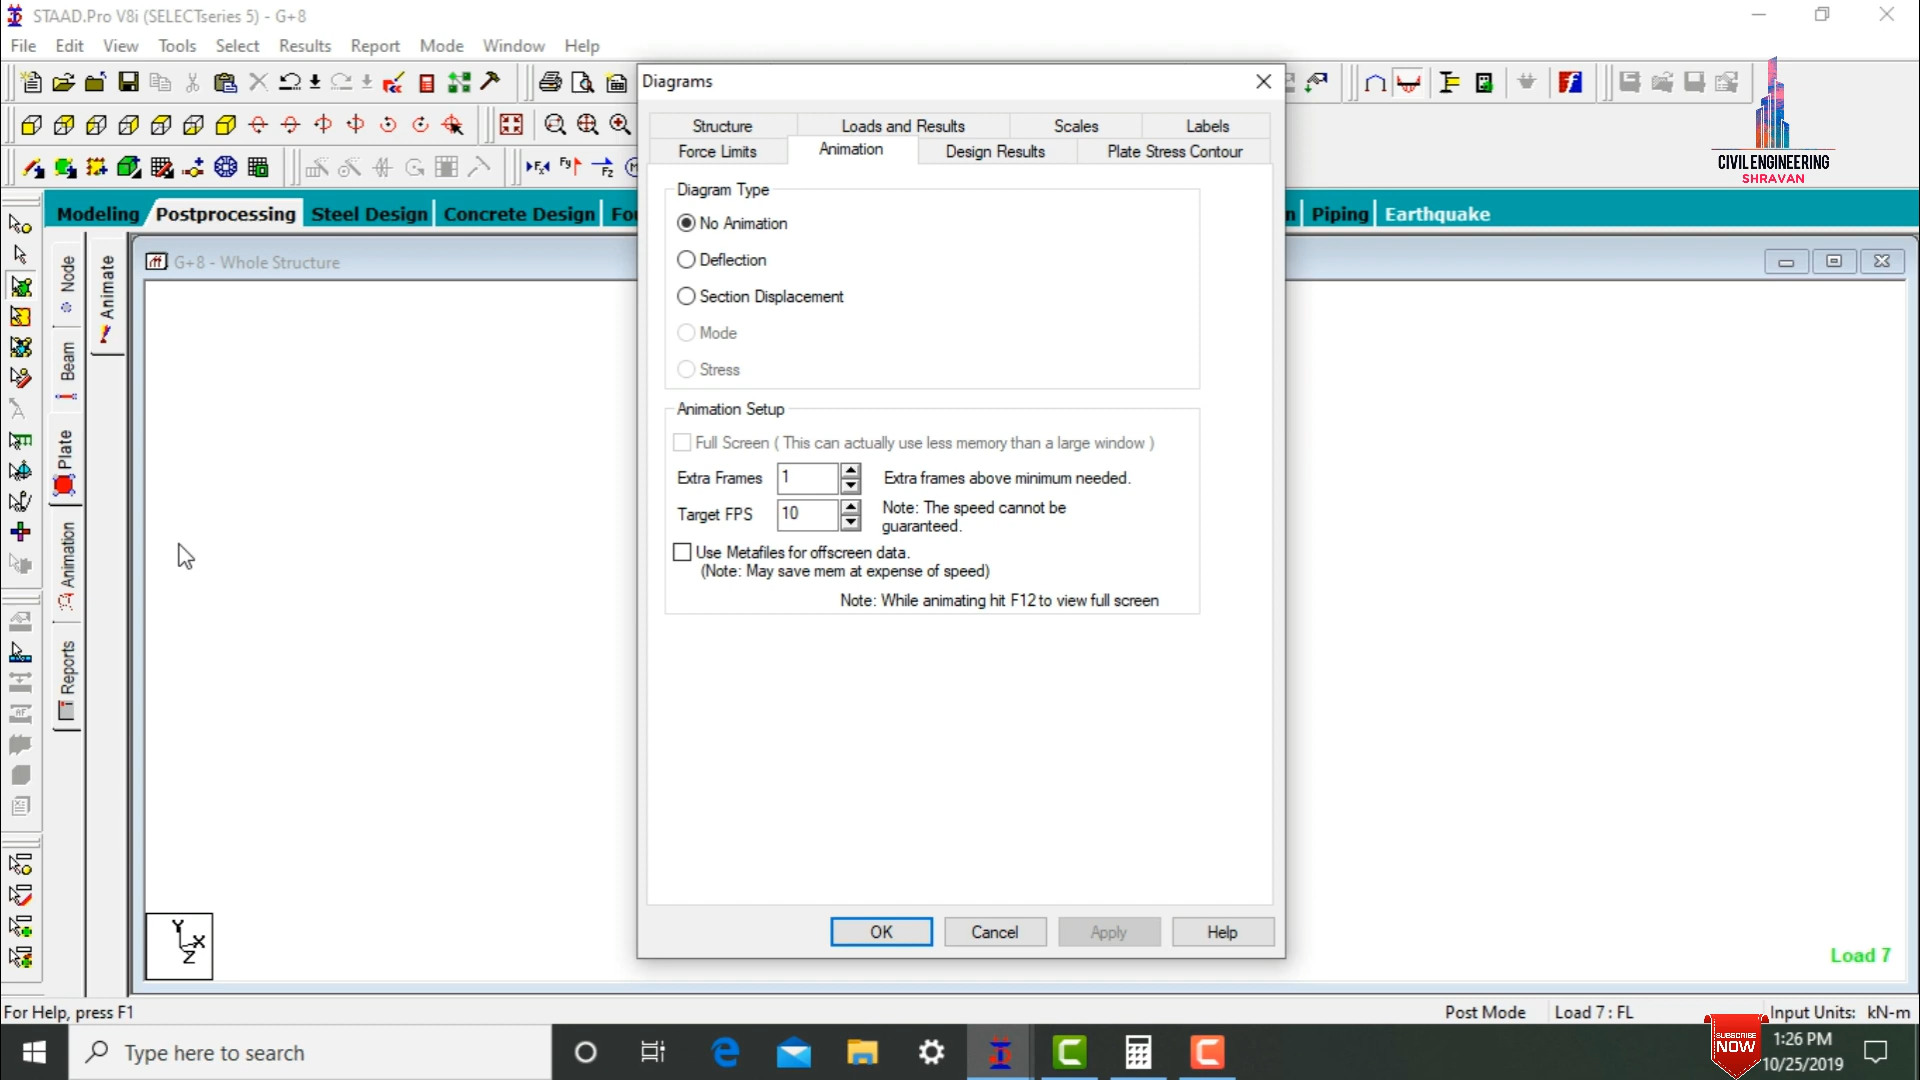 STAAD.Pro V8i (SELECTseries 5) - G+8
File Edit View Tools Select Results Report Mode Window Help
Diagrams
CIVIL ENGINEERING
SHRAVAN
Structure Loads and Results Scales Labels
Force Limits Animation Design Results Plate Stress Contour
Modeling Postprocessing Steel Design Concrete Design Piping Earthquake
G+8 - Whole Structure
Node
Beam
Plate
Animation
Reports
Animate
Diagram Type
No Animation
Deflection
Section Displacement
Mode
Stress
Animation Setup
Full Screen ( This can actually use less memory than a large window )
Extra Frames 1 Extra frames above minimum needed.
Target FPS 10 Note: The speed cannot be
guaranteed.
Use Metafiles for offscreen data.
(Note: May save mem at expense of speed)
Note: While animating hit F12 to view full screen
OK Cancel Apply Help
Y
X
Z
Load 7
For Help, press F1 Post Mode Load 7 : FL Input Units: kN-m
Type here to search
SUBSCRIBE
NOW
1:26 PM
10/25/2019